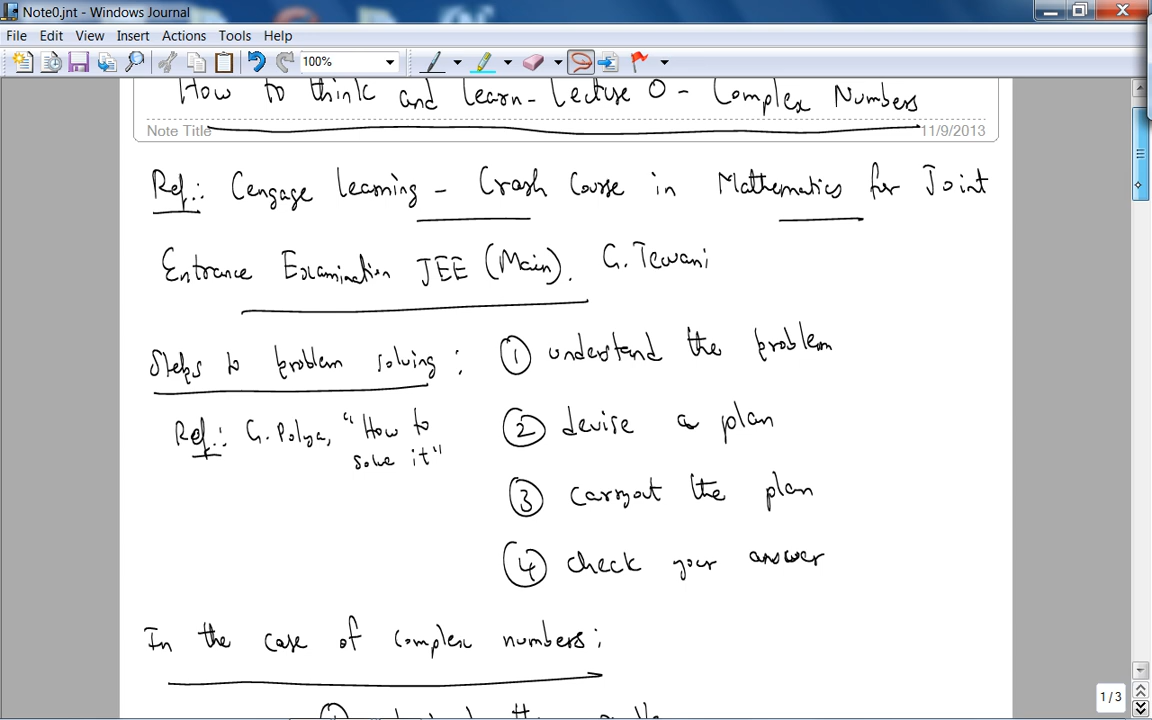 Note0.jnt - Windows Journal
File Edit View Insert Actions Tools Help
100%
How to think and learn - Lecture 0 - Complex Numbers
Note Title
11/9/2013
Ref.: Cengage learning - Crash Course in Mathematics for Joint
Entrance Examination JEE (Main). G. Tewani
Steps to problem solving : ① understand the problem
Ref.: G. Polya, "How to
solve it"
② devise a plan
③ carryout the plan
④ check your answer
In the case of complex numbers :
1 / 3